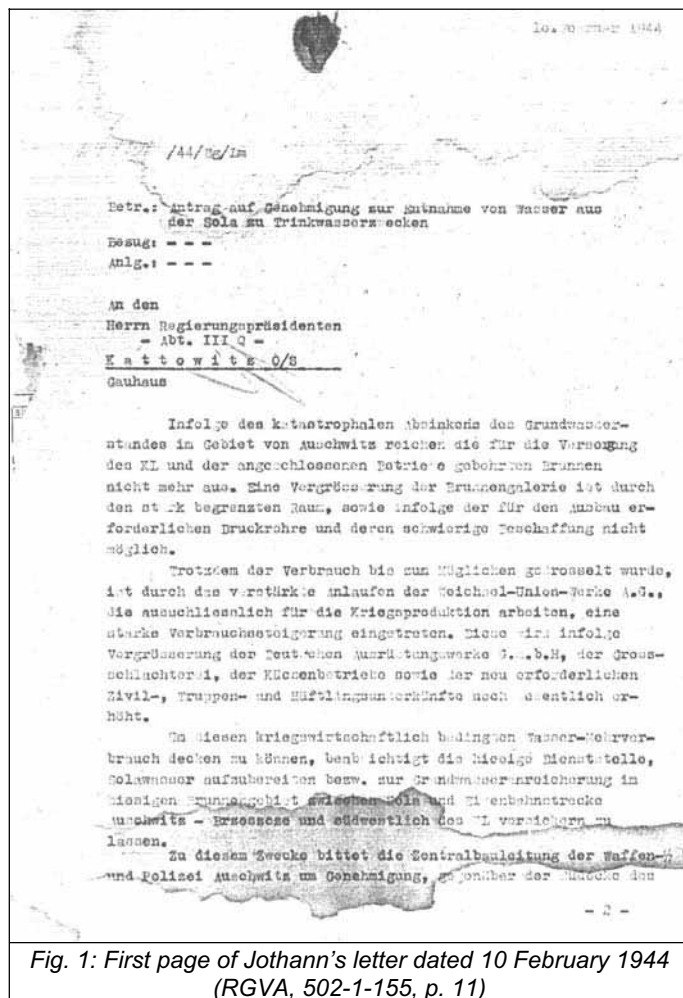 10. 1944
/44/ /Lm
Betr.: Antrag auf Genehmigung zur Entnahme von Wasser aus
der Sola zu Trinkwasserzwecken
Bezug: - - -
Anlg.: - - -
An den
Herrn Regierungspräsidenten
- Abt. III Q -
Kattowitz O/S
Gauhaus
Infolge des katastrophalen Absinkens des Grundwasser-
standes im Gebiet von Auschwitz reichen die für die Versorgung
des KL und der angeschlossenen Betriebe gebohrten Brunnen
nicht mehr aus. Eine Vergrösserung der Brunnengalerie ist durch
den stark begrenzten Raum, sowie infolge der für den Ausbau er-
forderlichen Druckrohre und deren schwierige Beschaffung nicht
möglich.
Trotzdem der Verbrauch bis zum Möglichen gedrosselt wurde,
ist durch das verstärkte Anlaufen der Weichsel-Union-Werke A.G.,
die ausschliesslich für die Kriegsproduktion arbeiten, eine
starke Verbrauchssteigerung eingetreten. Diese wird infolge
Vergrösserung der Deutschen Ausrüstungswerke G.m.b.H, der Gross-
schlachterei, der Küchenbetriebe sowie der neu erforderlichen
Zivil-, Truppen- und Häftlingsunterkünfte noch wesentlich er-
höht.
Um diesen kriegswirtschaftlich bedingten Wasser-Mehrver-
brauch decken zu können, beabsichtigt die hiesige Dienststelle,
Solawasser aufzubereiten bezw. zur Grundwasseranreicherung im
hiesigen Brunnengebiet zwischen Sola und Eisenbahnstrecke
Auschwitz - und südwestlich des KL versickern zu
lassen.
Zu diesem Zwecke bittet die Zentralbauleitung der Waffen-
und Polizei Auschwitz um Genehmigung, gegenüber der des
- 2 -
Fig. 1: First page of Jothann's letter dated 10 February 1944
(RGVA, 502-1-155, p. 11)